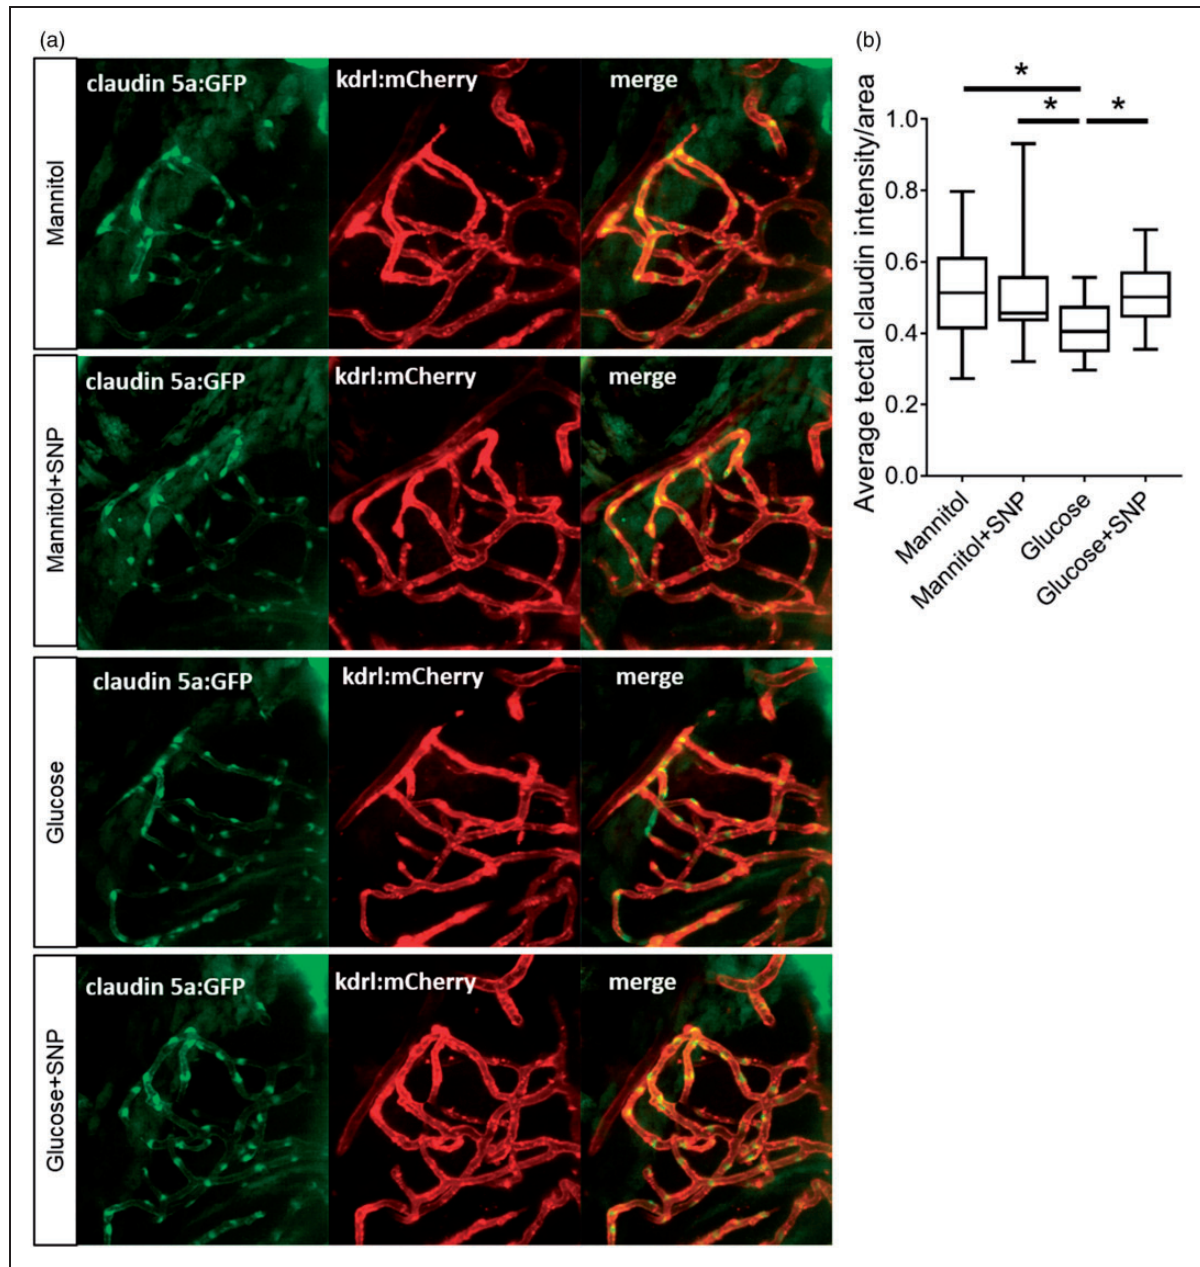 (a)
Mannitol
claudin 5a:GFP
kdrl:mCherry
merge
Mannitol+SNP
claudin 5a:GFP
kdrl:mCherry
merge
Glucose
claudin 5a:GFP
kdrl:mCherry
merge
Glucose+SNP
claudin 5a:GFP
kdrl:mCherry
merge
(b)
*
* *
Average tectal claudin intensity/area
1.0
0.8
0.6
0.4
0.2
0.0
Mannitol
Mannitol+SNP
Glucose
Glucose+SNP